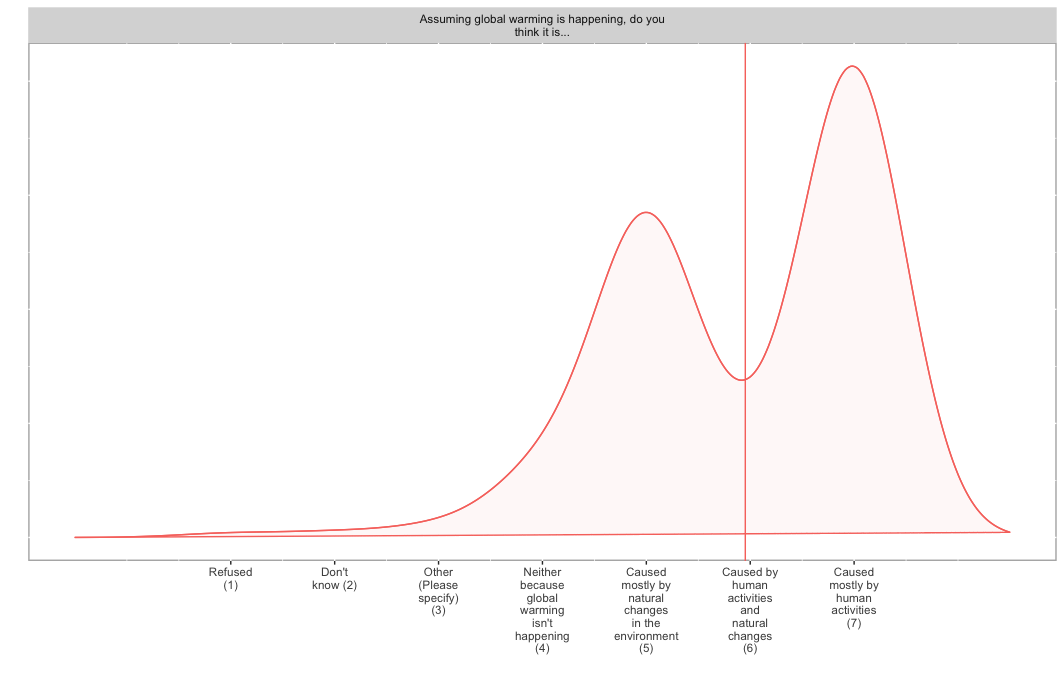 Assuming global warming is happening, do you
think it is...
Refused
(1)
Don't
know (2)
Other
(Please
specify)
(3)
Neither
because
global
warming
isn't
happening
(4)
Caused
mostly by
natural
changes
in the
environment
(5)
Caused by
human
activities
and
natural
changes
(6)
Caused
mostly by
human
activities
(7)